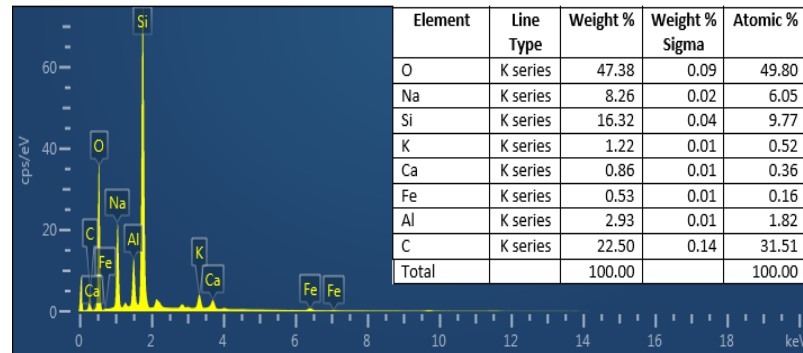 Si
O
Na
C
Al
Fe
K
Ca
Ca
Fe
Fe
cps/eV
60
40
20
0
0 2 4 6 8 10 12 14 16 18 keV
Element Line Type Weight % Weight % Sigma Atomic %
O K series 47.38 0.09 49.80
Na K series 8.26 0.02 6.05
Si K series 16.32 0.04 9.77
K K series 1.22 0.01 0.52
Ca K series 0.86 0.01 0.36
Fe K series 0.53 0.01 0.16
Al K series 2.93 0.01 1.82
C K series 22.50 0.14 31.51
Total 100.00 100.00